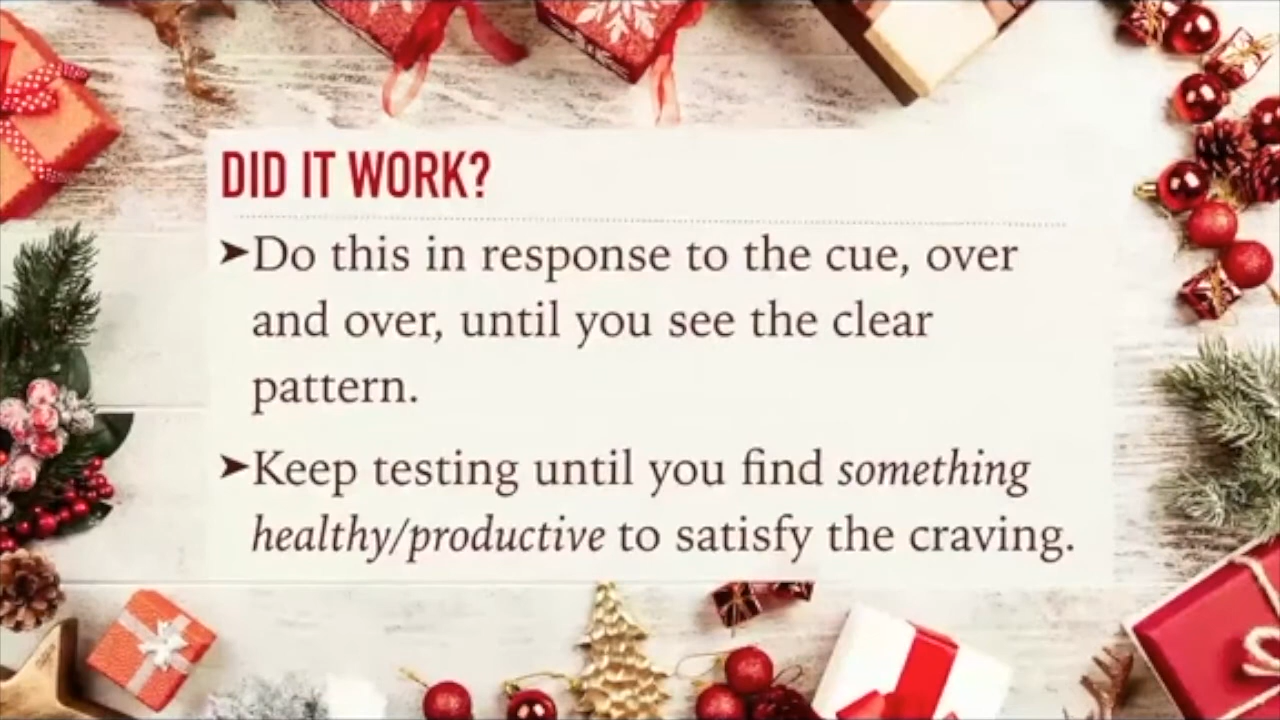 DID IT WORK?
➤Do this in response to the cue, over
and over, until you see the clear
pattern.
➤Keep testing until you find something
healthy/productive to satisfy the craving.